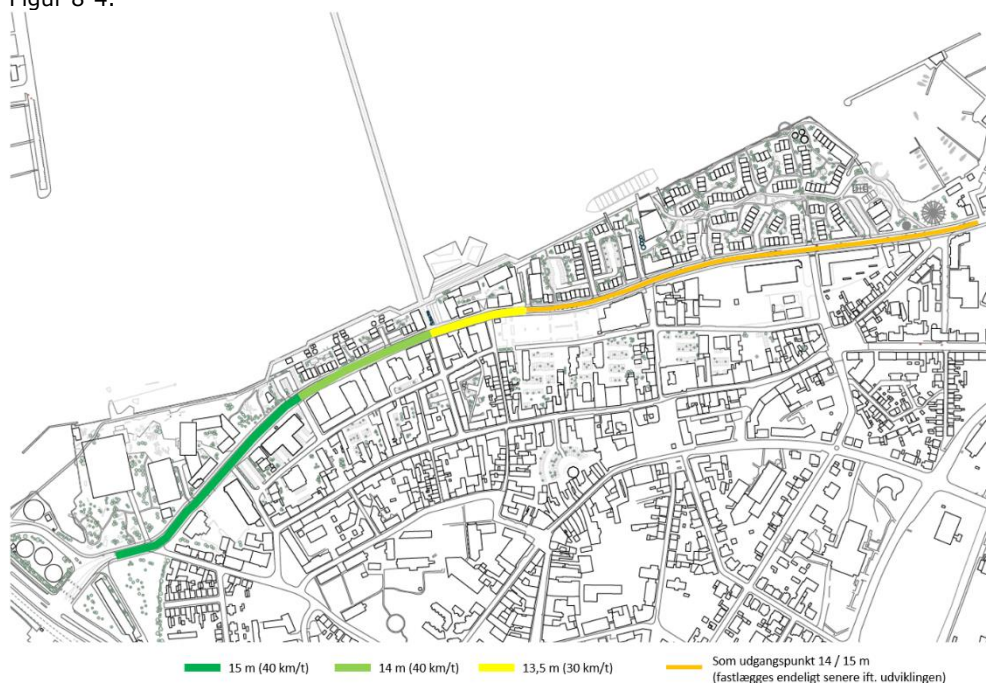 Figur 8-4.
15 m (40 km/t)
14 m (40 km/t)
13,5 m (30 km/t)
Som udgangspunkt 14 / 15 m
(fastlægges endeligt senere ift. udviklingen)